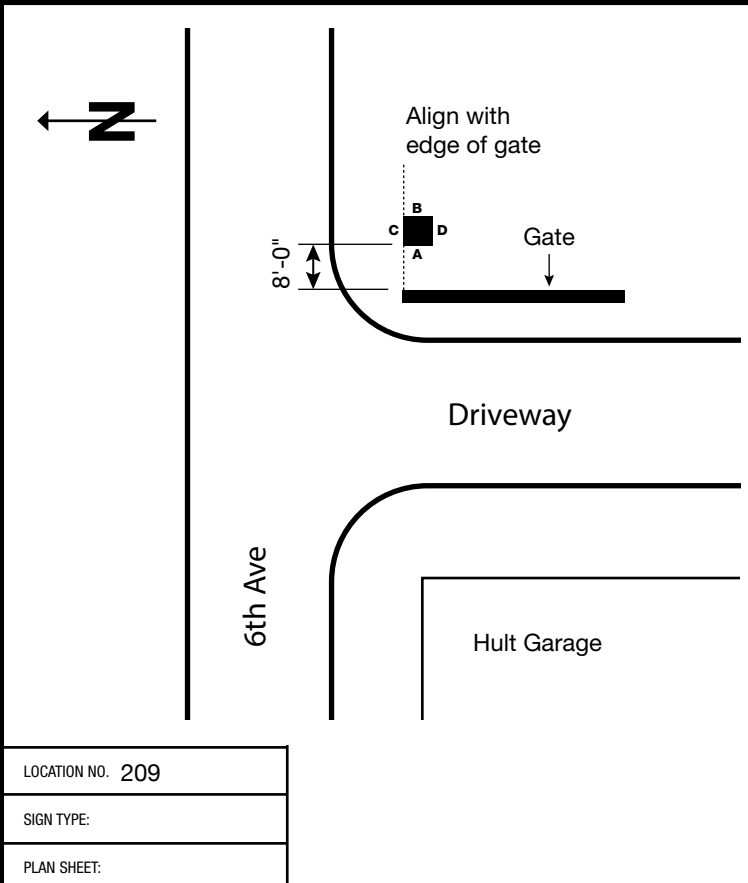 N
Align with
edge of gate
B
C
D
A
8'-0"
Gate
Driveway
6th Ave
Hult Garage
LOCATION NO. 209
SIGN TYPE:
PLAN SHEET: